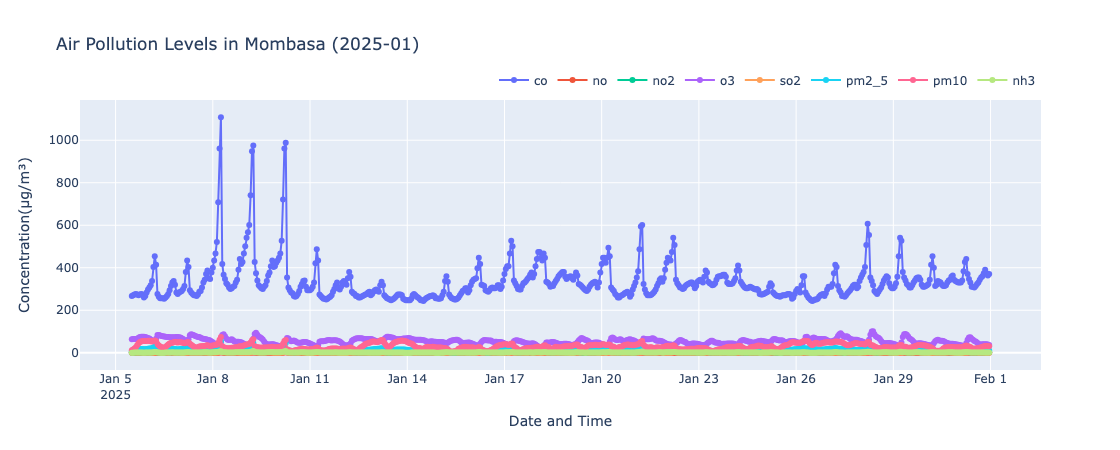 Air Pollution Levels in Mombasa (2025-01)
co no no2 o3 so2 pm2_5 pm10 nh3
Concentration(μg/m³)
1000
800
600
400
200
0
Jan 5 Jan 8 Jan 11 Jan 14 Jan 17 Jan 20 Jan 23 Jan 26 Jan 29 Feb 1
2025
Date and Time